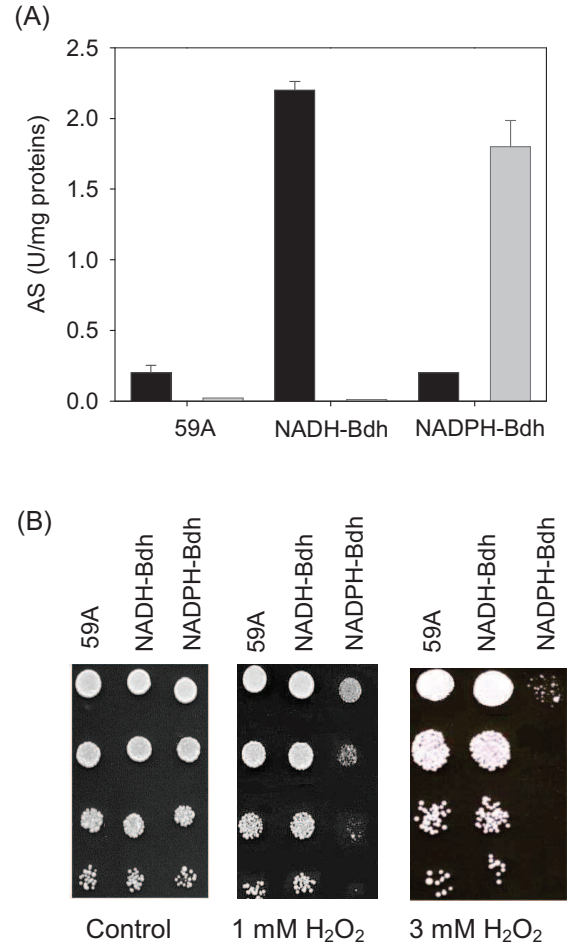 (A)
AS (U/mg proteins)
2.5
2.0
1.5
1.0
0.5
0.0
59A NADH-Bdh NADPH-Bdh
(B)
59A NADH-Bdh NADPH-Bdh
59A NADH-Bdh NADPH-Bdh
59A NADH-Bdh NADPH-Bdh
Control 1 mM H₂O₂ 3 mM H₂O₂